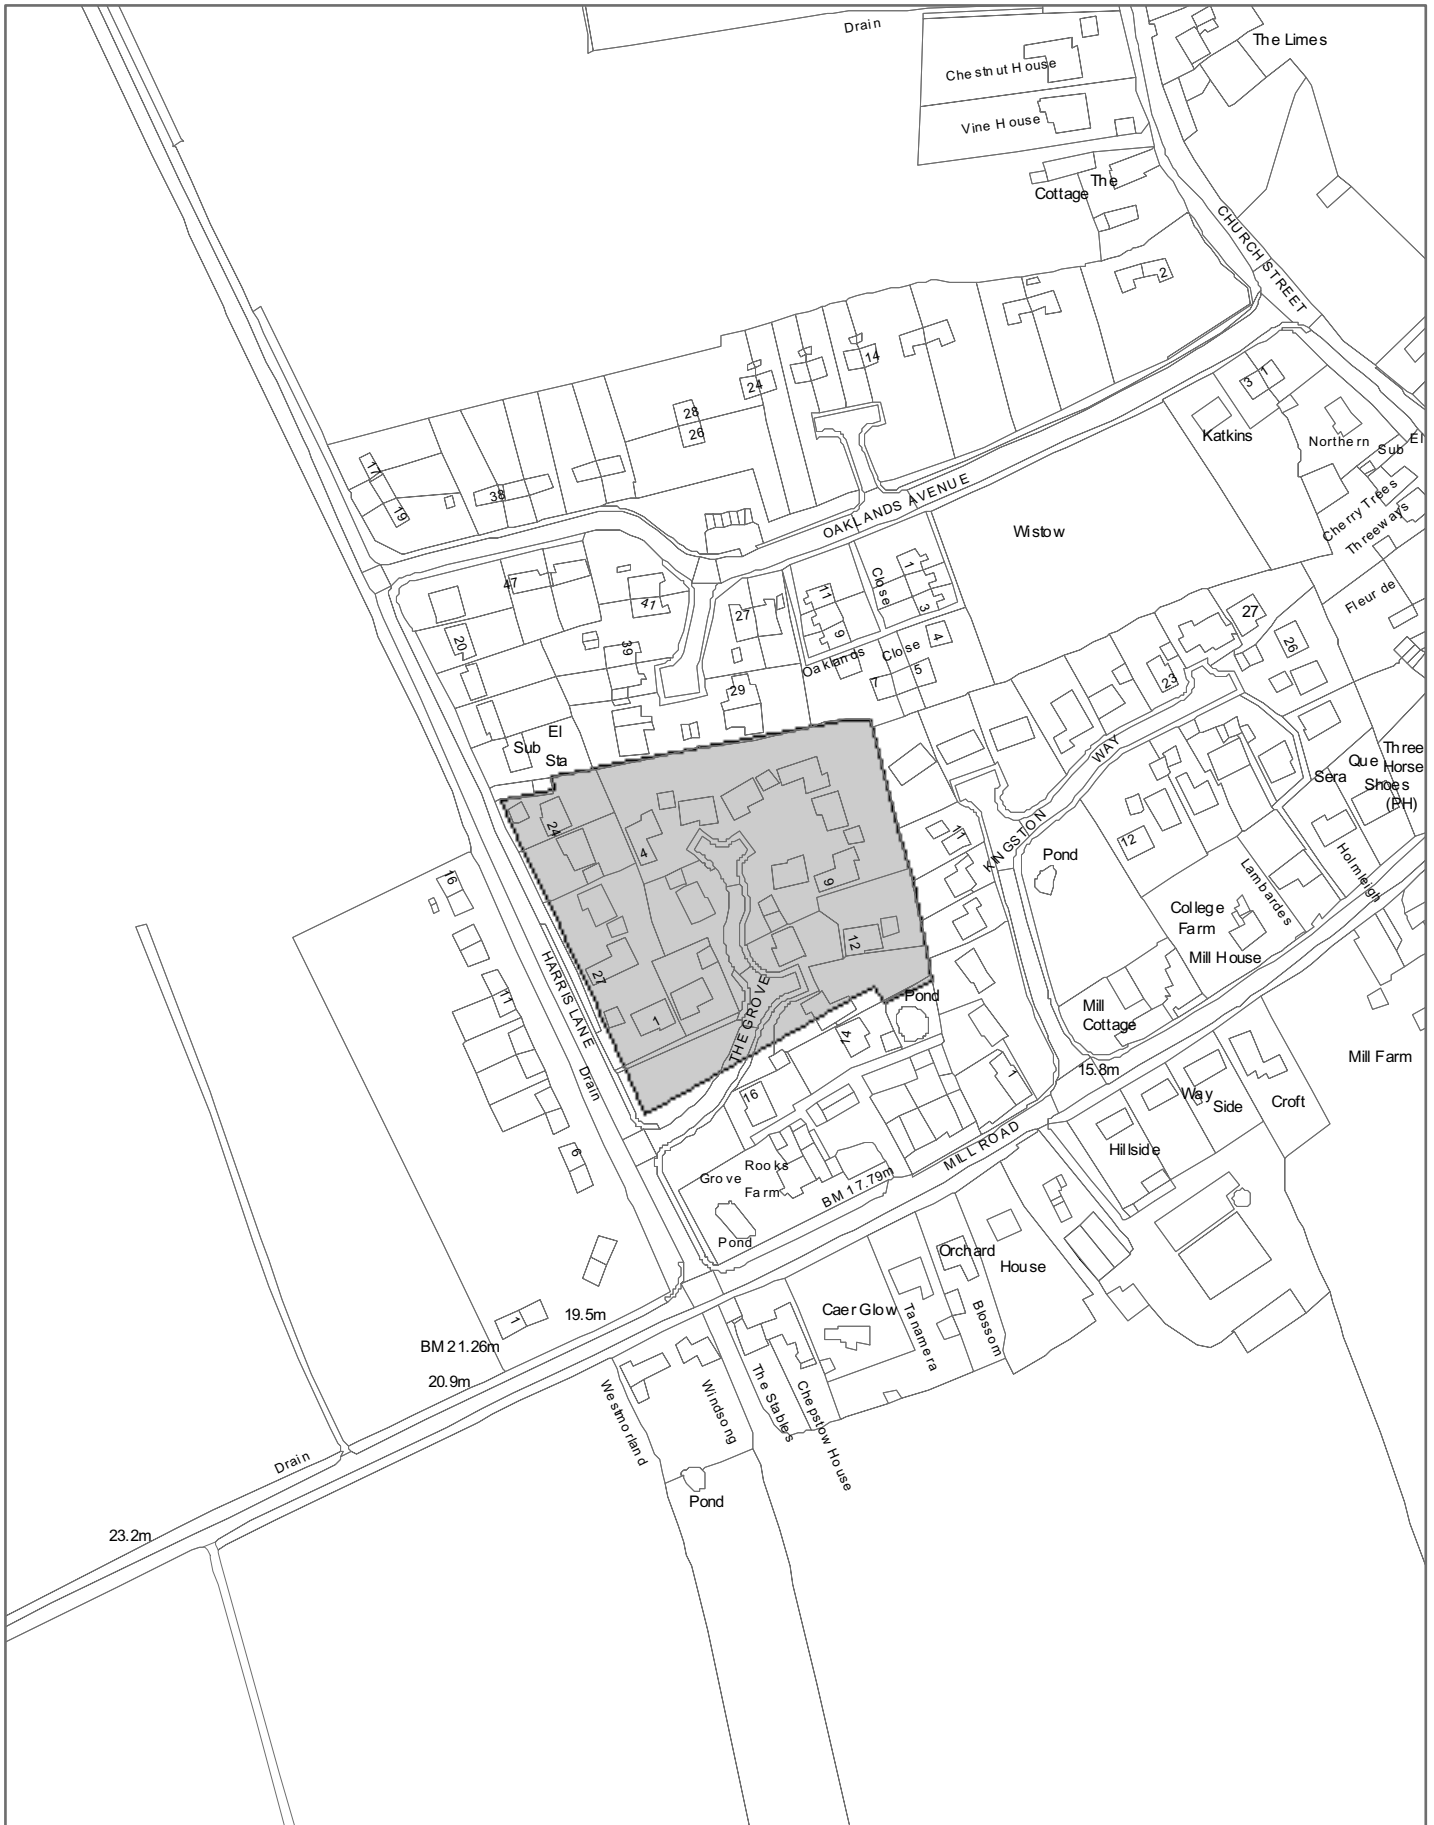 Drain
The Limes
Chestnut House
Vine House
The
Cottage
CHURCH STREET
2
14
24
28
26
1
3
Katkins
Northern
El
Sub
17
19
38
OAKLANDS AVENUE
Cherry Trees
Threeways
Wistow
Fleur de
47
41
20
39
27
29
11
9
Close
1
3
4
Oaklands
Close
5
7
27
26
23
El
Sub
Sta
WAY
KINGSTON
Sera
Que
Three
Horse
Shoes
(PH)
24
4
9
12
27
1
THE GROVE
11
12
Pond
Lambardes
Holmleigh
College
Farm
Mill House
16
11
HARRIS LANE
Drain
Pond
Mill
Cottage
Mill Farm
14
16
1
15.8m
Way
Side
Croft
Hillside
6
Rooks
Grove
Farm
MILL ROAD
BM 17.79m
Pond
Orchard
House
Caer Glow
Tanamera
Blossom
1
19.5m
BM 21.26m
20.9m
Westmorland
Windsong
The Stables
Chepstow House
Drain
Pond
23.2m